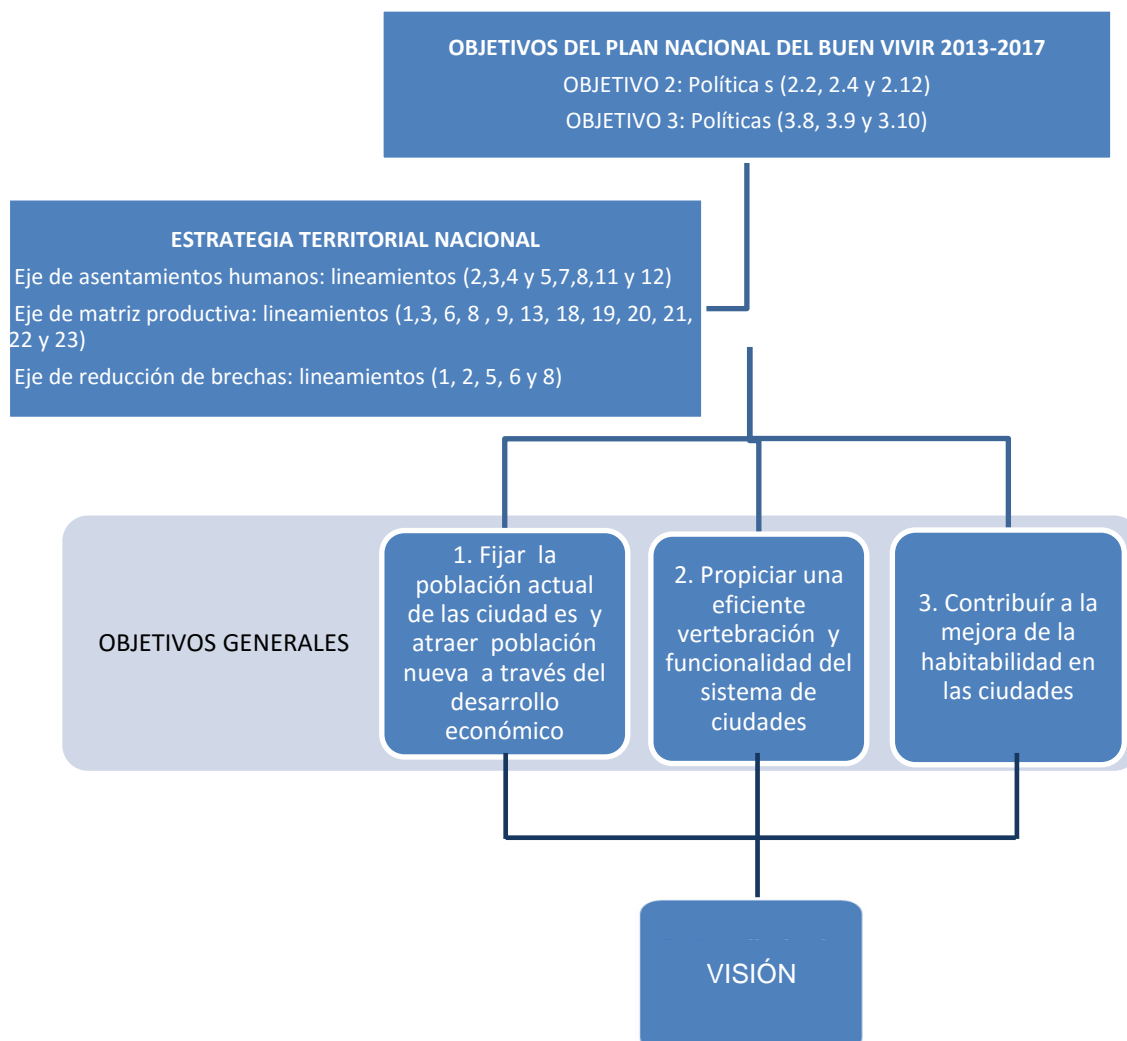 OBJETIVOS DEL PLAN NACIONAL DEL BUEN VIVIR 2013-2017
OBJETIVO 2: Política s (2.2, 2.4 y 2.12)
OBJETIVO 3: Políticas (3.8, 3.9 y 3.10)
ESTRATEGIA TERRITORIAL NACIONAL
Eje de asentamientos humanos: lineamientos (2,3,4 y 5,7,8,11 y 12)
Eje de matriz productiva: lineamientos (1,3, 6, 8 , 9, 13, 18, 19, 20, 21,
22 y 23)
Eje de reducción de brechas: lineamientos (1, 2, 5, 6 y 8)
OBJETIVOS GENERALES
1. Fijar la
población actual
de las ciudad es y
atraer población
nueva a través del
desarrollo
económico
2. Propiciar una
eficiente
vertebración y
funcionalidad del
sistema de
ciudades
3. Contribuír a la
mejora de la
habitabilidad en
las ciudades
VISIÓN